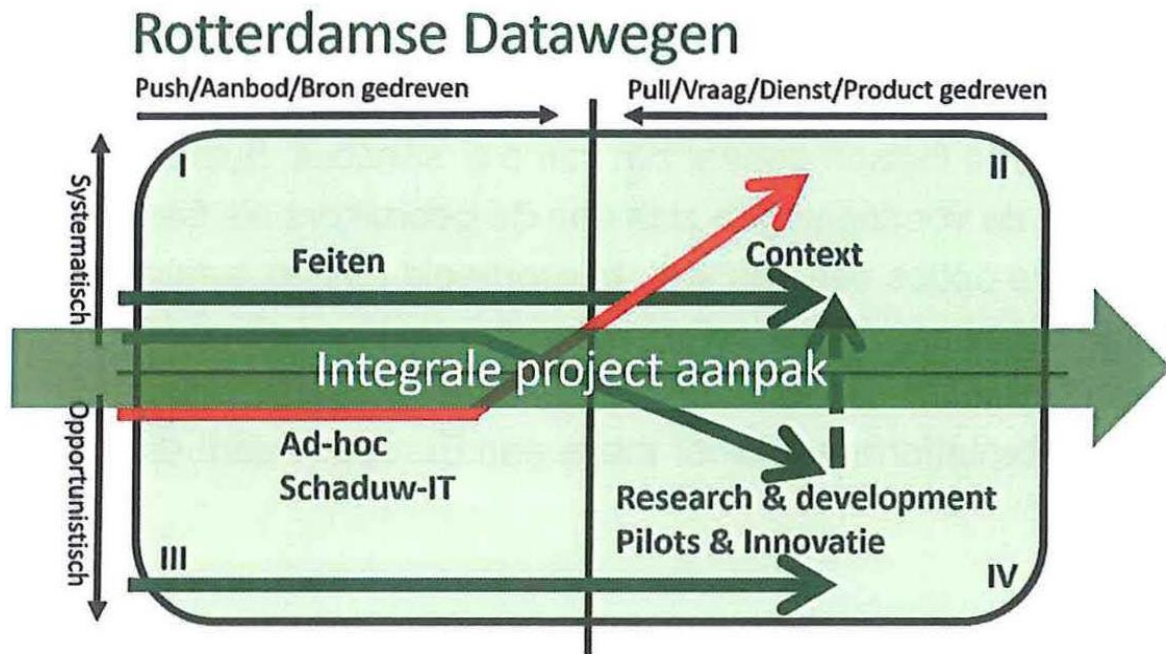 Rotterdamse Datawegen
Push/Aanbod/Bron gedreven
Pull/Vraag/Dienst/Product gedreven
I
II
Systematisch
Feiten
Context
Integrale project aanpak
Opportunistisch
Ad-hoc
Schaduw-IT
Research & development
Pilots & Innovatie
III
IV